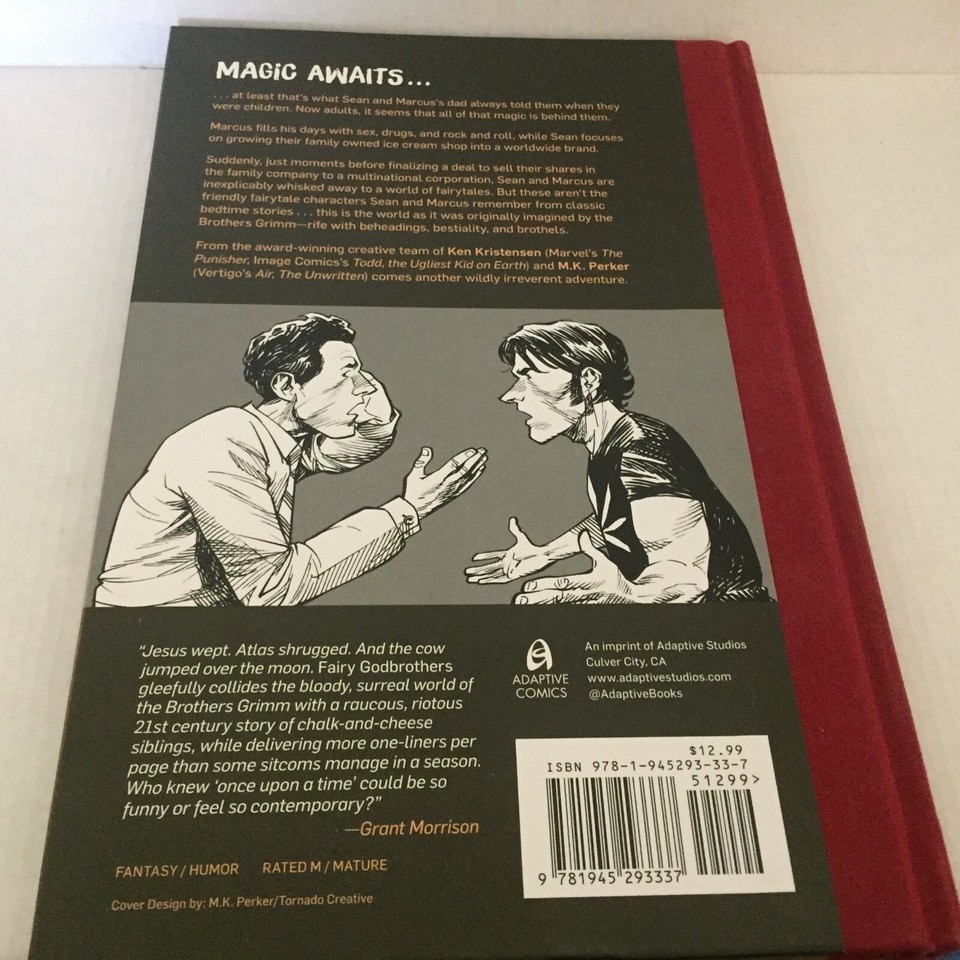 MAGIC AWAITS...
. . . at least that's what Sean and Marcus's dad always told them when they
were children. Now adults, it seems that all of that magic is behind them.
Marcus fills his days with sex, drugs, and rock and roll, while Sean focuses
on growing their family owned ice cream shop into a worldwide brand.
Suddenly, just moments before finalizing a deal to sell their shares in
the family company to a multinational corporation, Sean and Marcus are
inexplicably whisked away to a world of fairytales. But these aren't the
friendly fairytale characters Sean and Marcus remember from classic
bedtime stories . . . this is the world as it was originally imagined by the
Brothers Grimm—rife with beheadings, bestiality, and brothels.
From the award-winning creative team of Ken Kristensen (Marvel's The
Punisher, Image Comics's Todd, the Ugliest Kid on Earth) and M.K. Perker
(Vertigo's Air, The Unwritten) comes another wildly irreverent adventure.
"Jesus wept. Atlas shrugged. And the cow
jumped over the moon. Fairy Godbrothers
gleefully collides the bloody, surreal world of
the Brothers Grimm with a raucous, riotous
21st century story of chalk-and-cheese
siblings, while delivering more one-liners per
page than some sitcoms manage in a season.
Who knew 'once upon a time' could be so
funny or feel so contemporary?"
—Grant Morrison
FANTASY / HUMOR RATED M / MATURE
Cover Design by: M.K. Perker/Tornado Creative
ADAPTIVE
COMICS
An imprint of Adaptive Studios
Culver City, CA
www.adaptivestudios.com
@AdaptiveBooks
$12.99
ISBN 978-1-945293-33-7
51299>
9 781945 293337